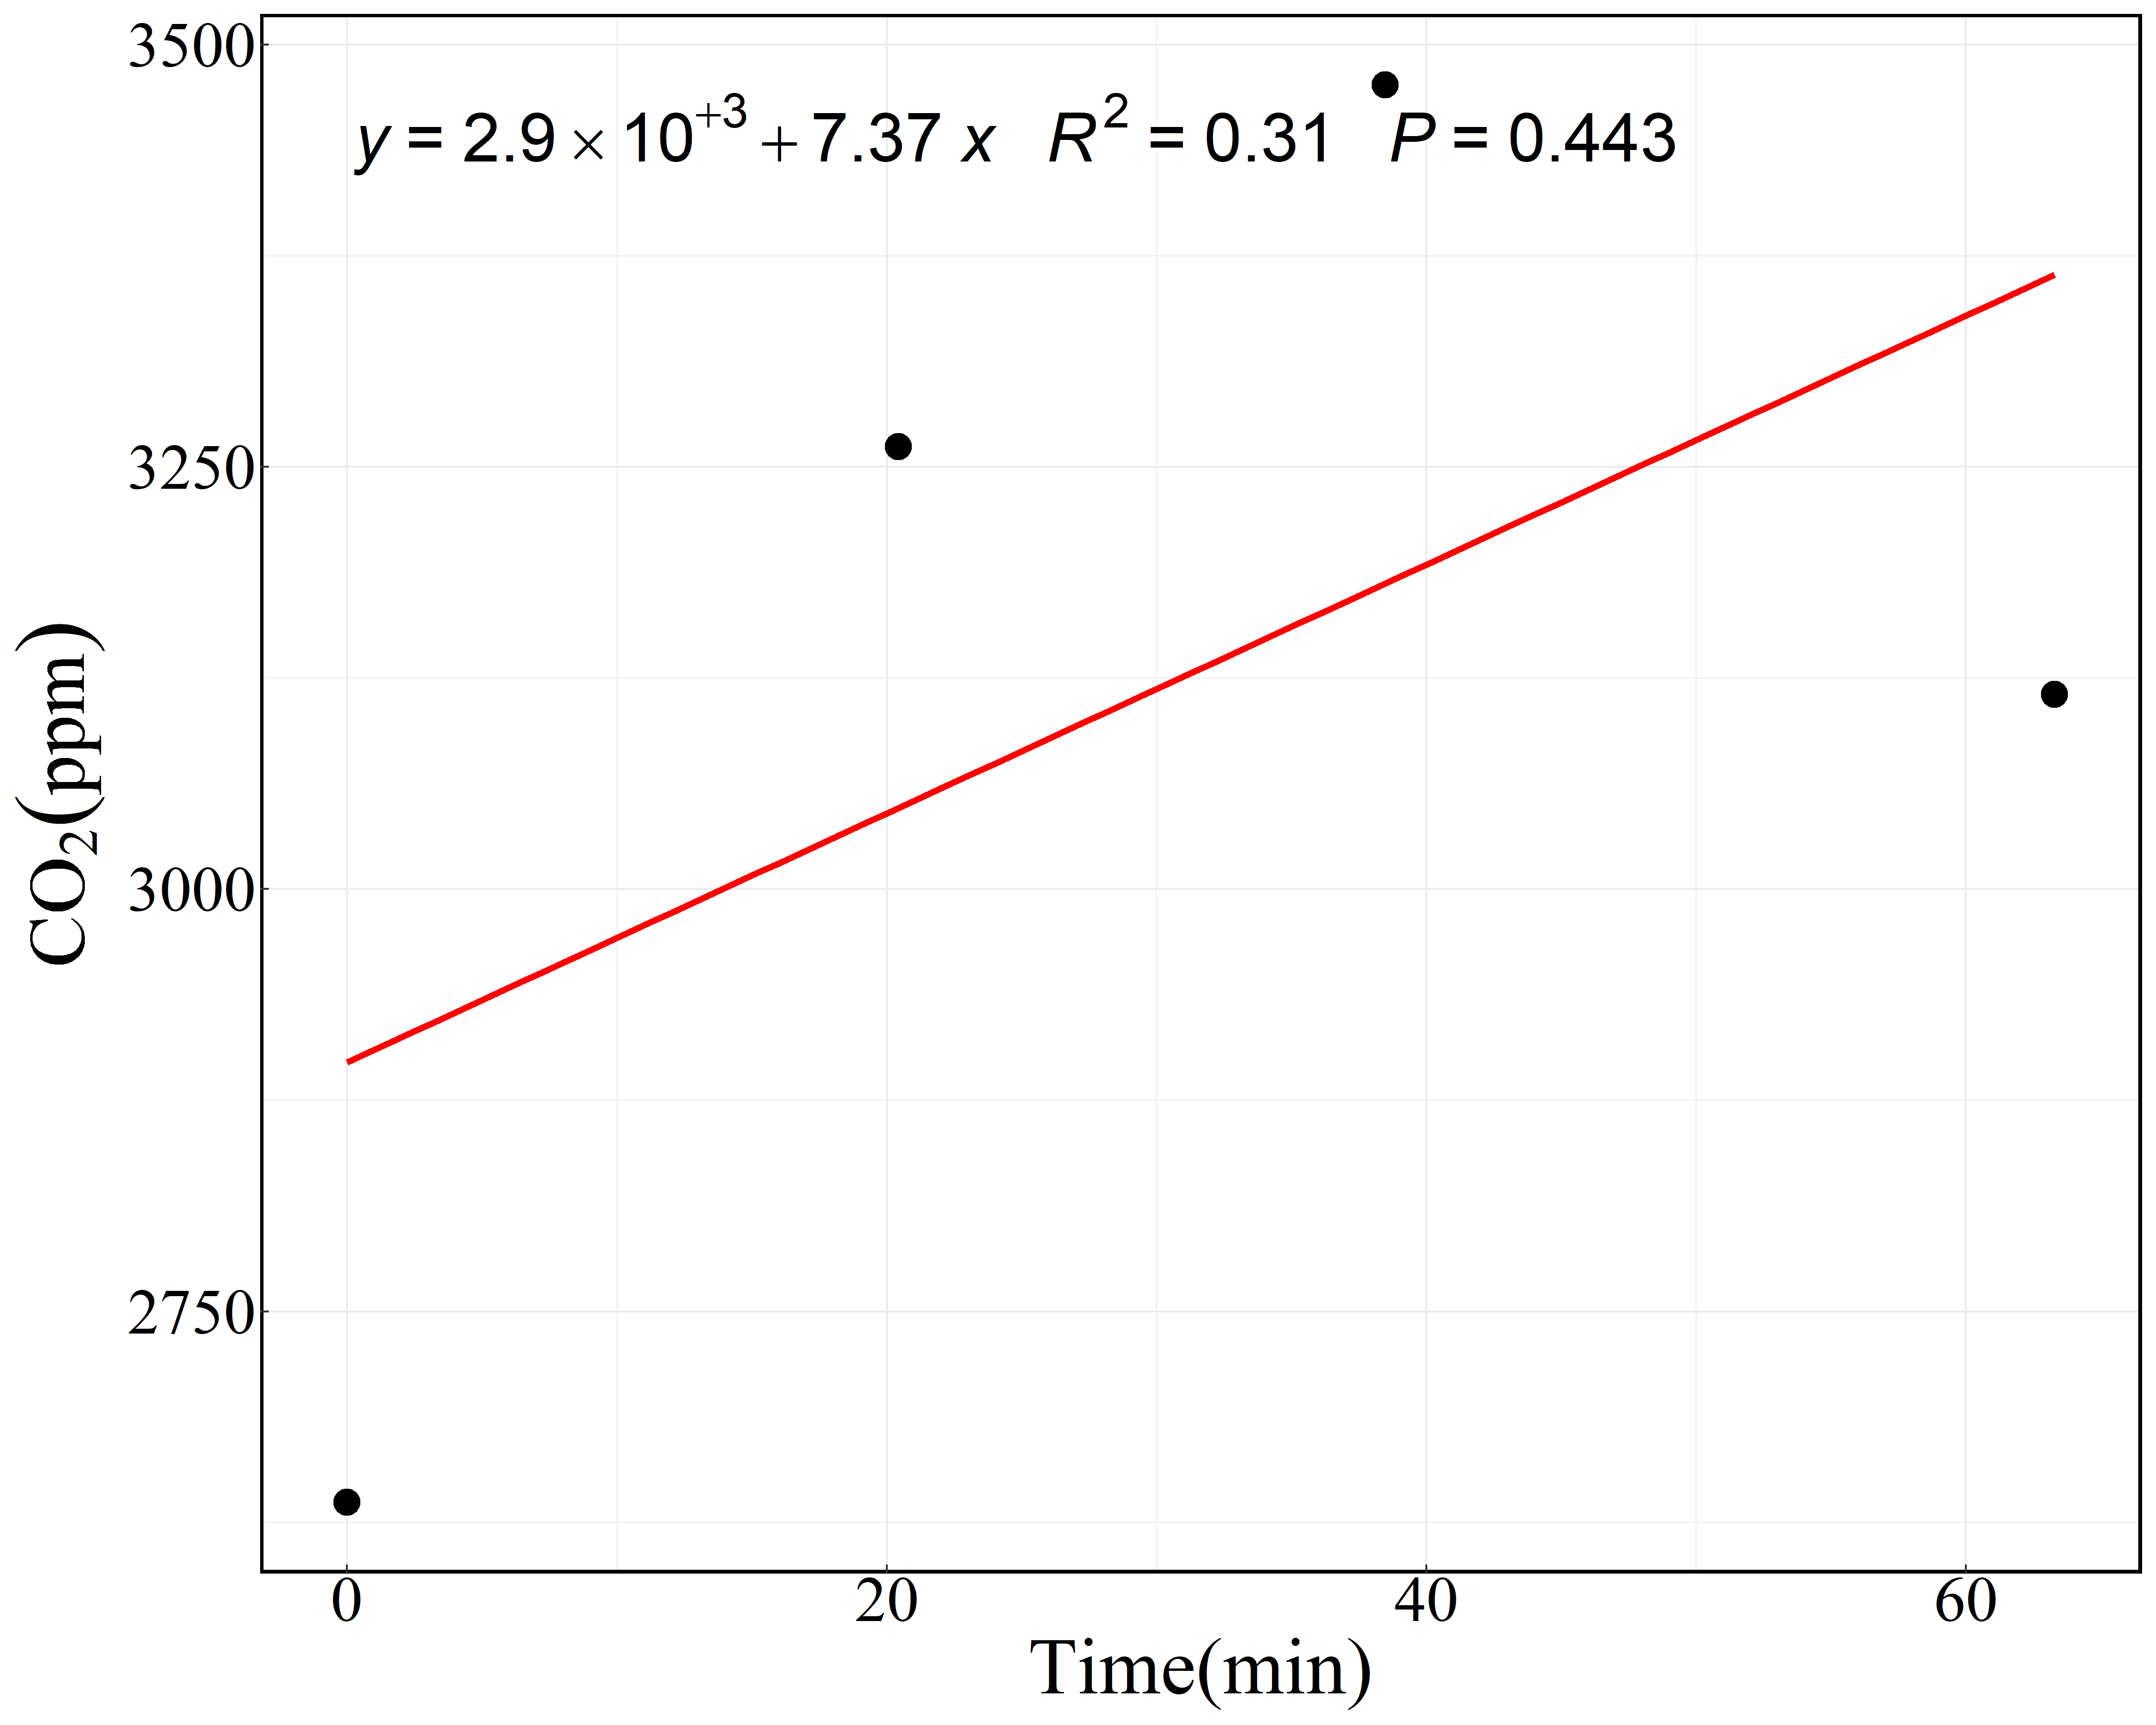 3500
y = 2.9 × 10⁺³ + 7.37 x R² = 0.31 P = 0.443
3250
3000
2750
CO₂(ppm)
0 20 40 60
Time(min)